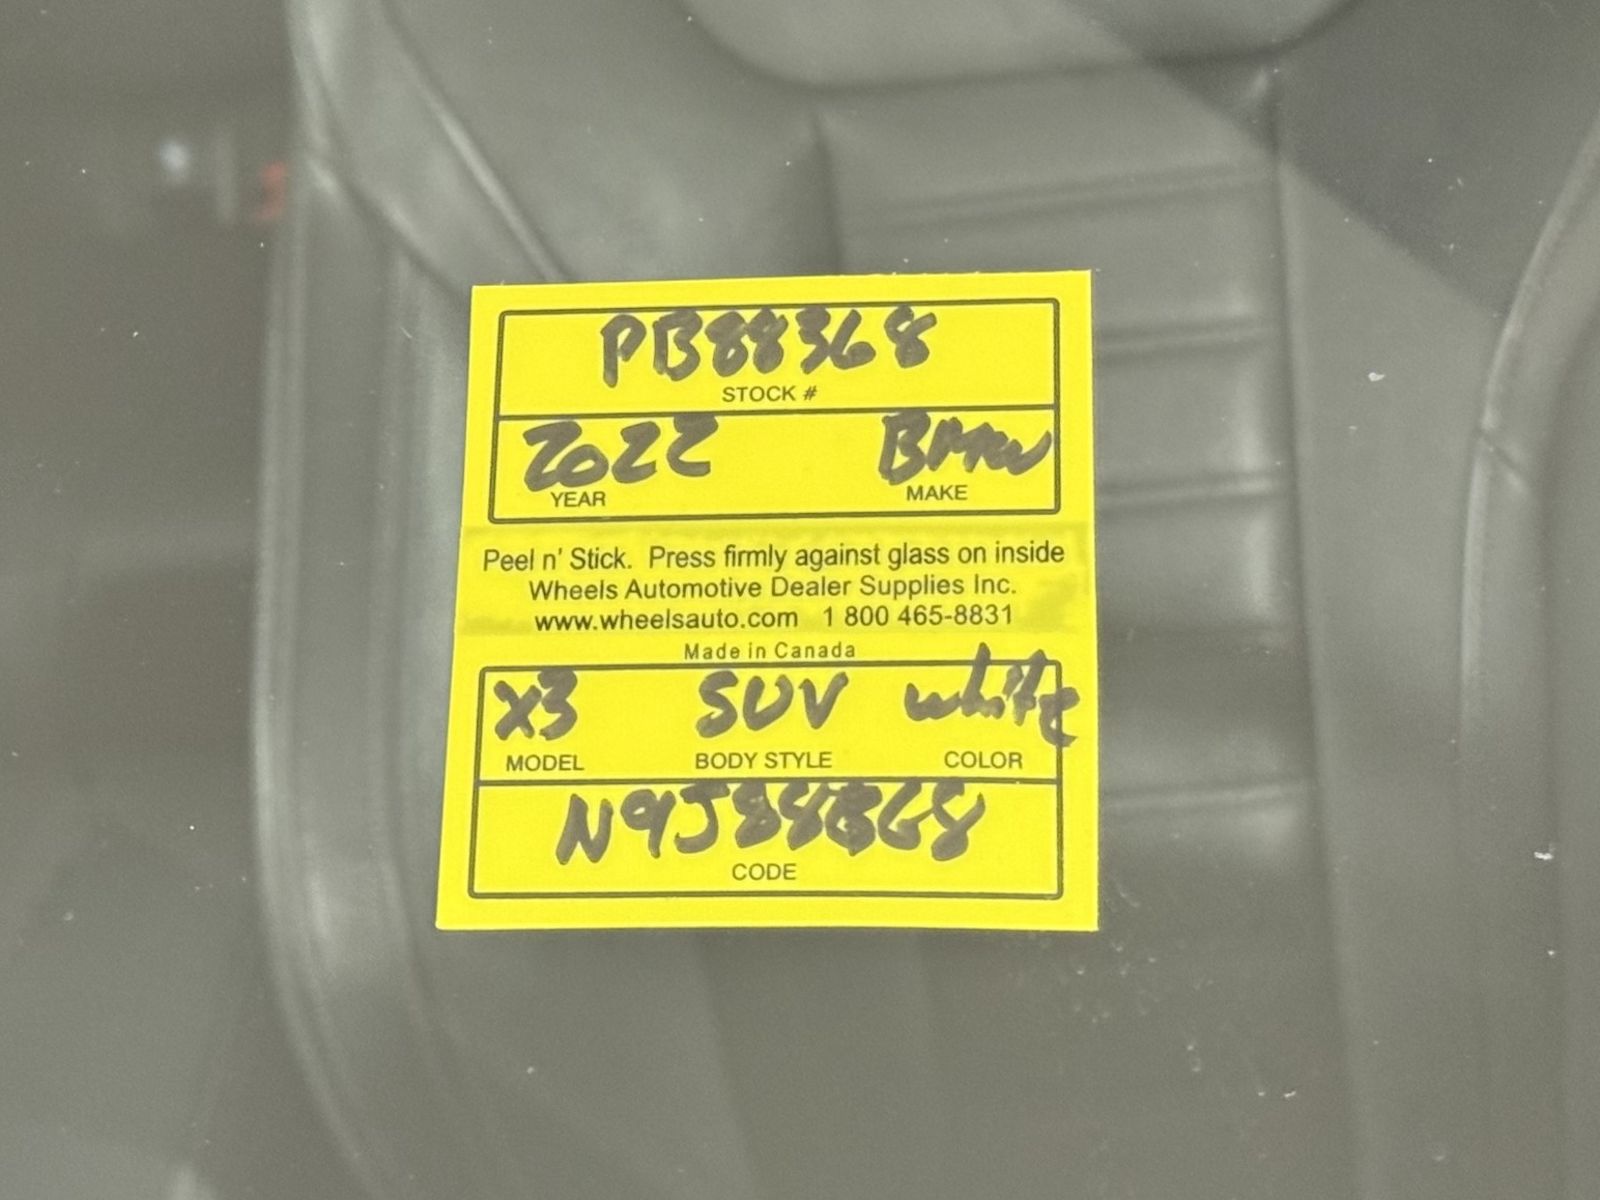 PB88368
STOCK #
2022 BMW
YEAR MAKE
Peel n' Stick. Press firmly against glass on inside
Wheels Automotive Dealer Supplies Inc.
www.wheelsauto.com 1 800 465-8831
Made in Canada
X3 SUV white
MODEL BODY STYLE COLOR
N9J88368
CODE